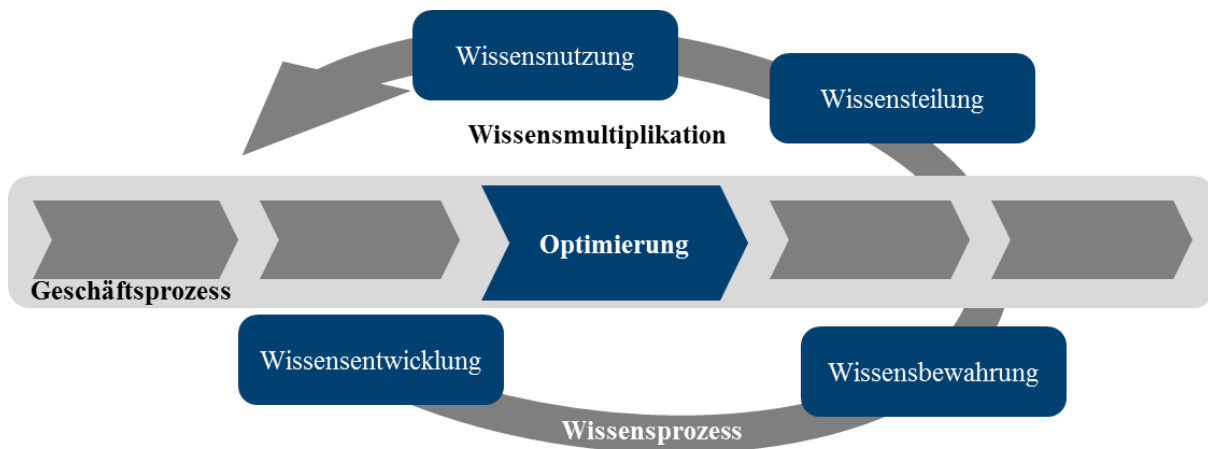 Wissensnutzung
Wissensteilung
Wissensmultiplikation
Optimierung
Geschäftsprozess
Wissensentwicklung
Wissensbewahrung
Wissensprozess